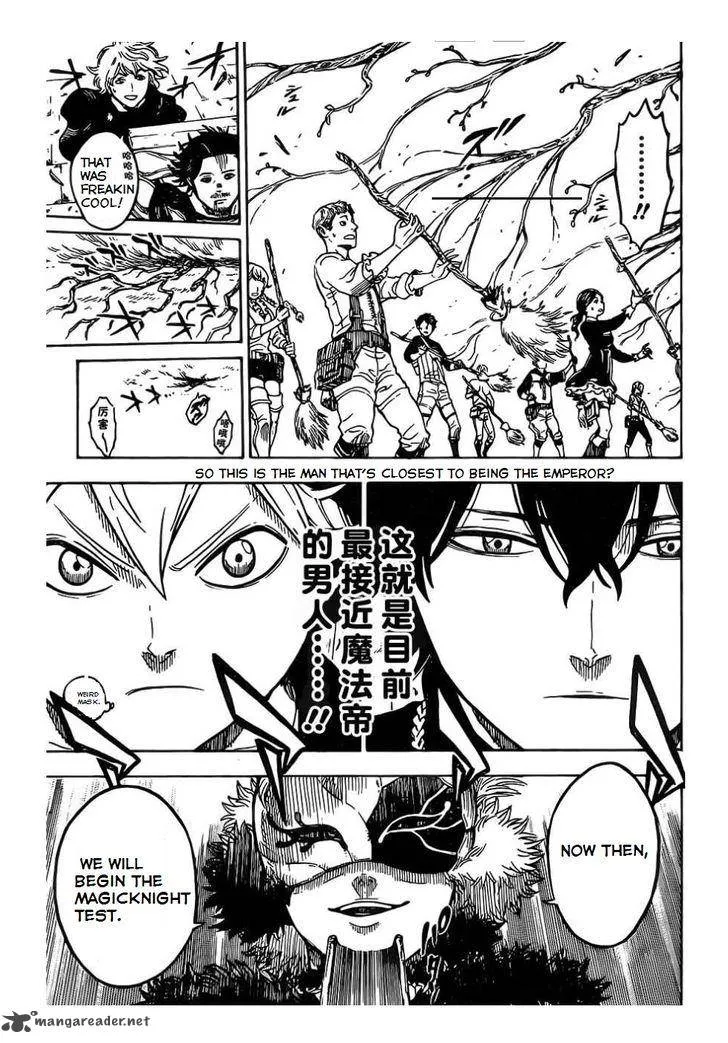 ………!!
THAT
WAS
FREAKIN
COOL!
哈哈哈
哈哦哦
厉害!
SO THIS IS THE MAN THAT'S CLOSEST TO BEING THE EMPEROR?
这就是目前
最接近魔法帝
的男人……!!
WEIRD
MASK.
NOW THEN,
WE WILL
BEGIN THE
MAGICKNIGHT
TEST.
mangareader.net